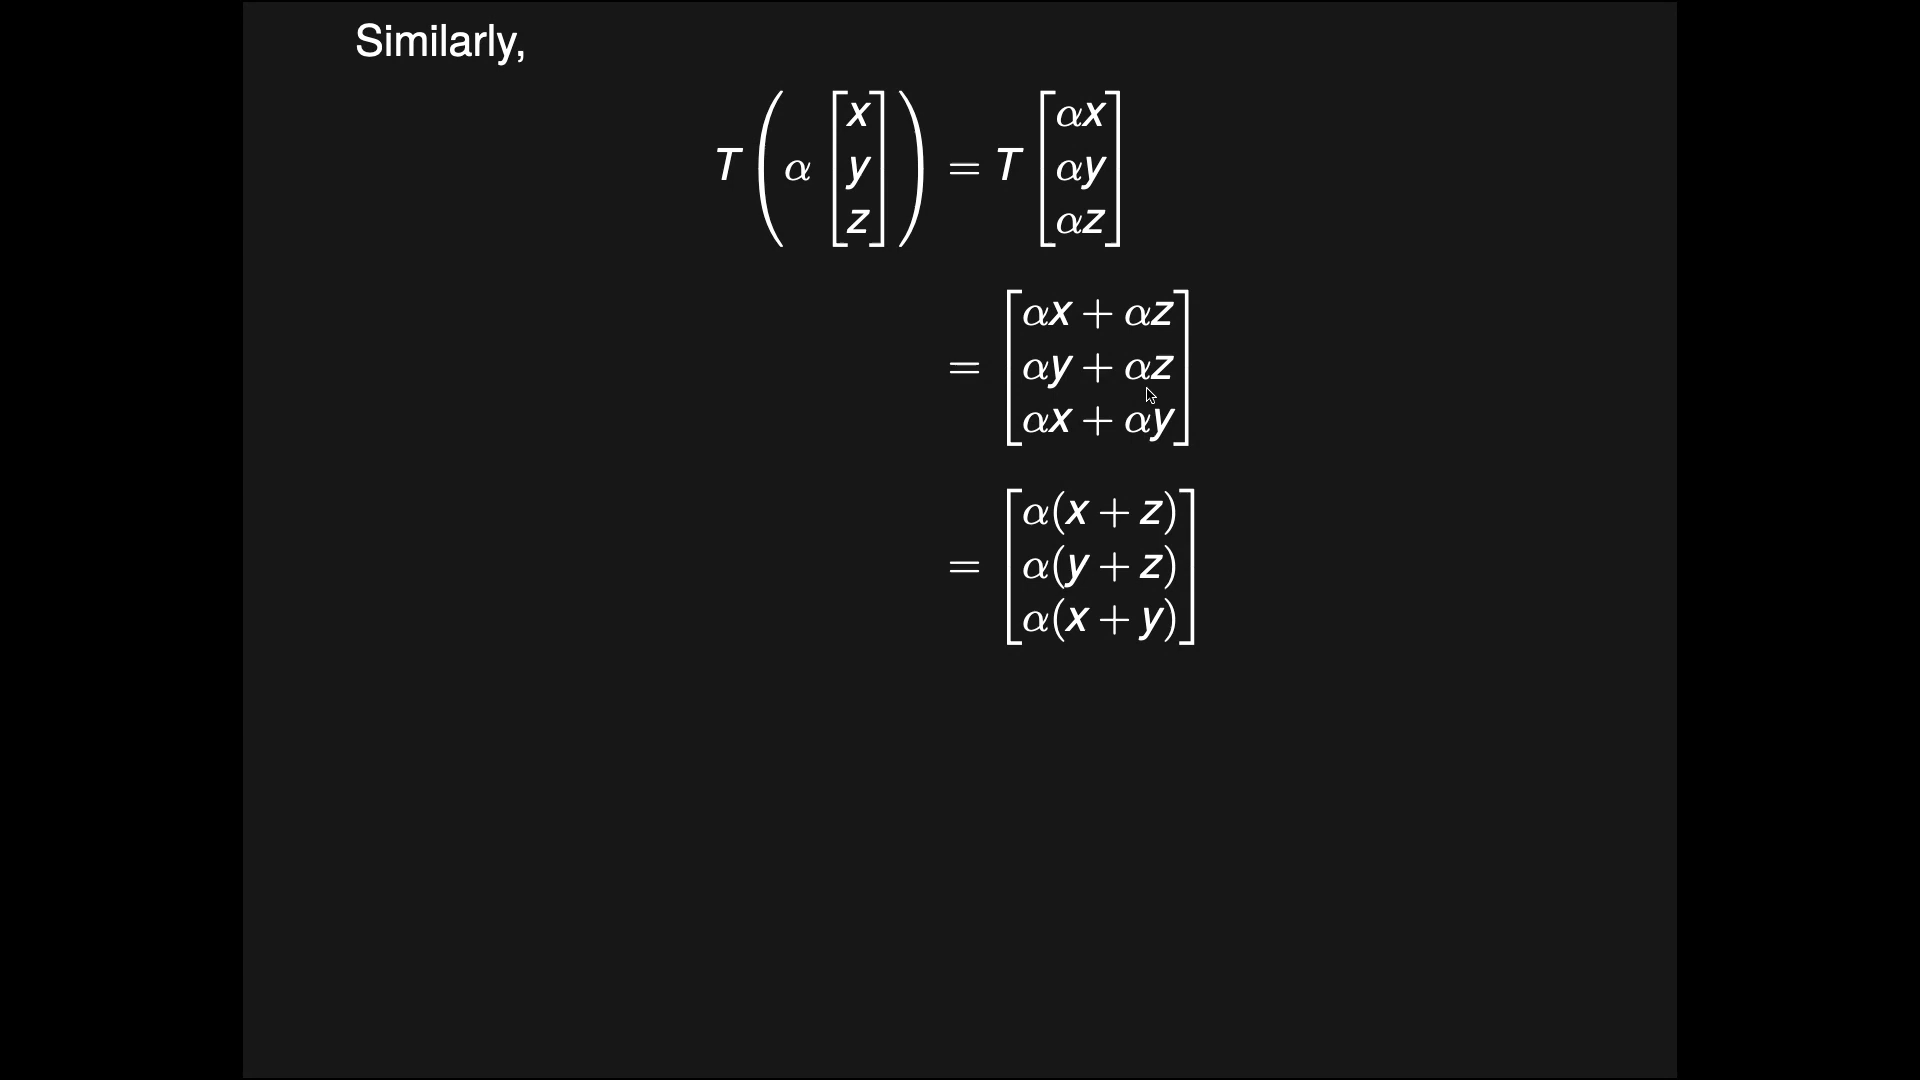 Similarly,
T ( α [ x y z ] ) = T [ αx αy αz ]
= [ αx + αz αy + αz αx + αy ]
= [ α(x + z) α(y + z) α(x + y) ]